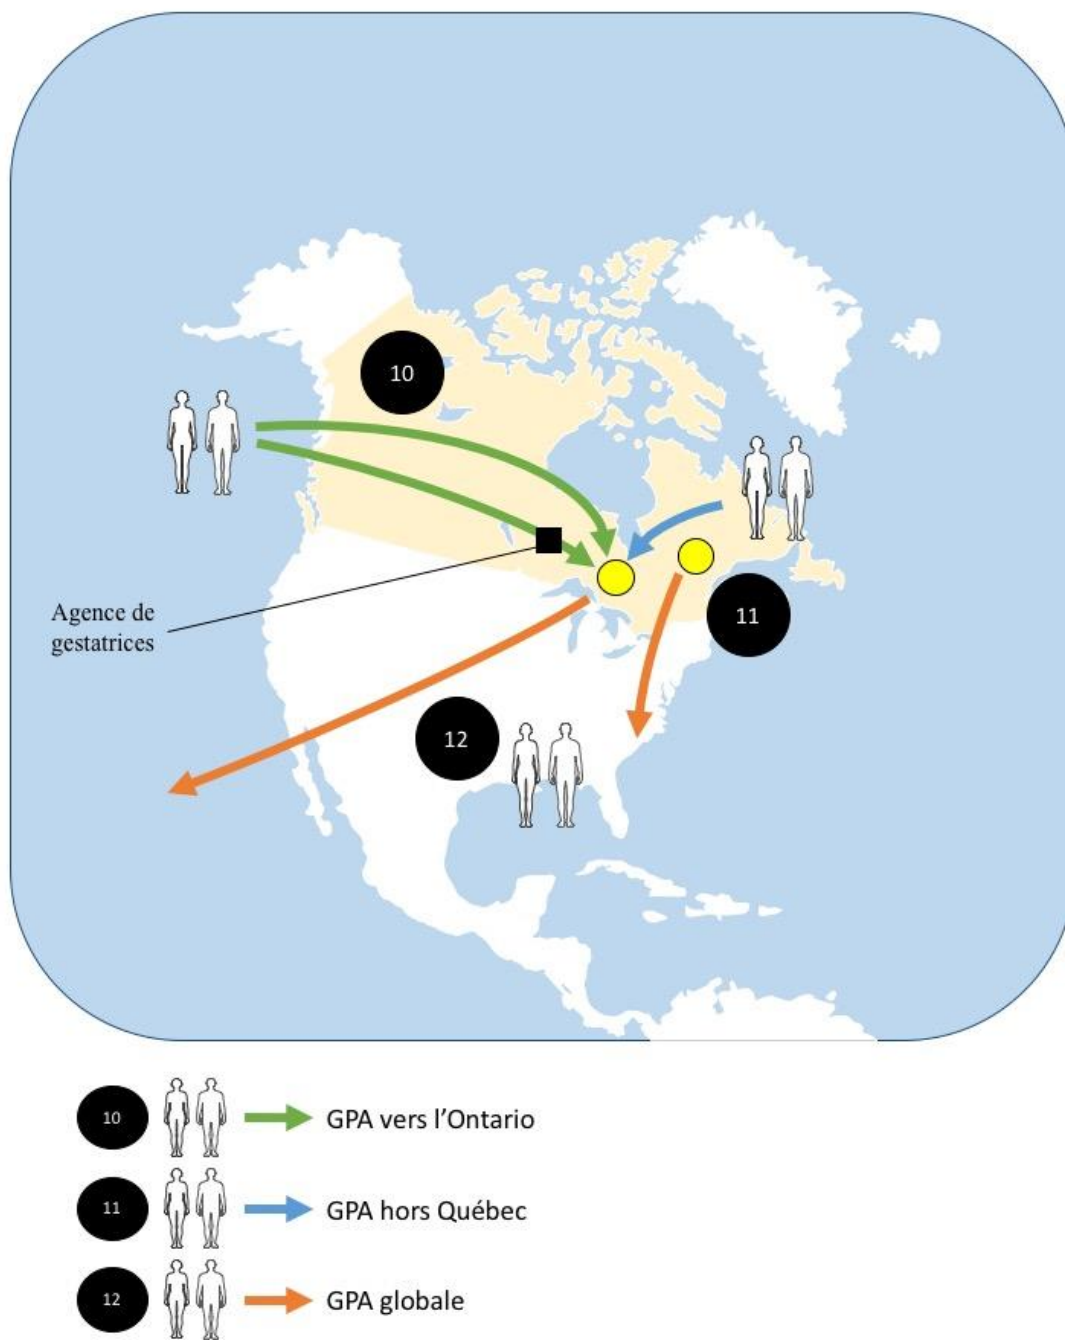 10
Agence de
gestatrices
11
12
10 GPA vers l’Ontario
11 GPA hors Québec
12 GPA globale